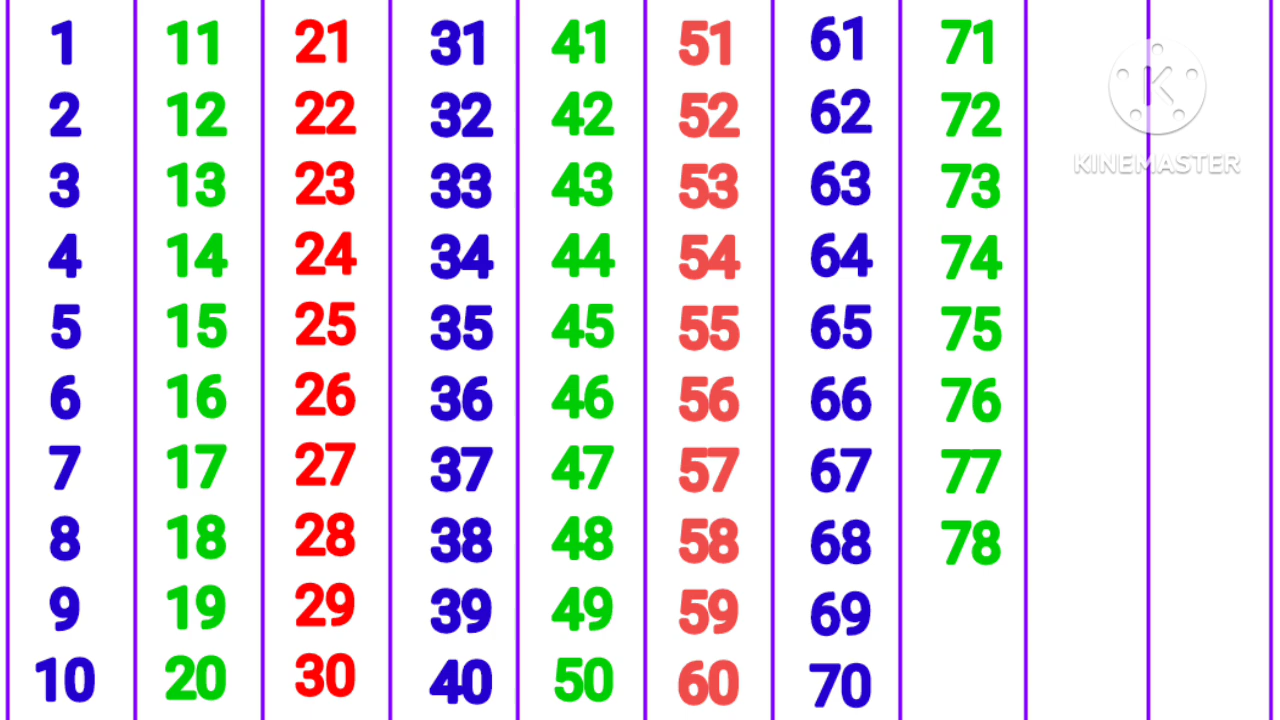 1 11 21 31 41 51 61 71
2 12 22 32 42 52 62 72
3 13 23 33 43 53 63 73
4 14 24 34 44 54 64 74
5 15 25 35 45 55 65 75
6 16 26 36 46 56 66 76
7 17 27 37 47 57 67 77
8 18 28 38 48 58 68 78
9 19 29 39 49 59 69
10 20 30 40 50 60 70
K
KINEMASTER